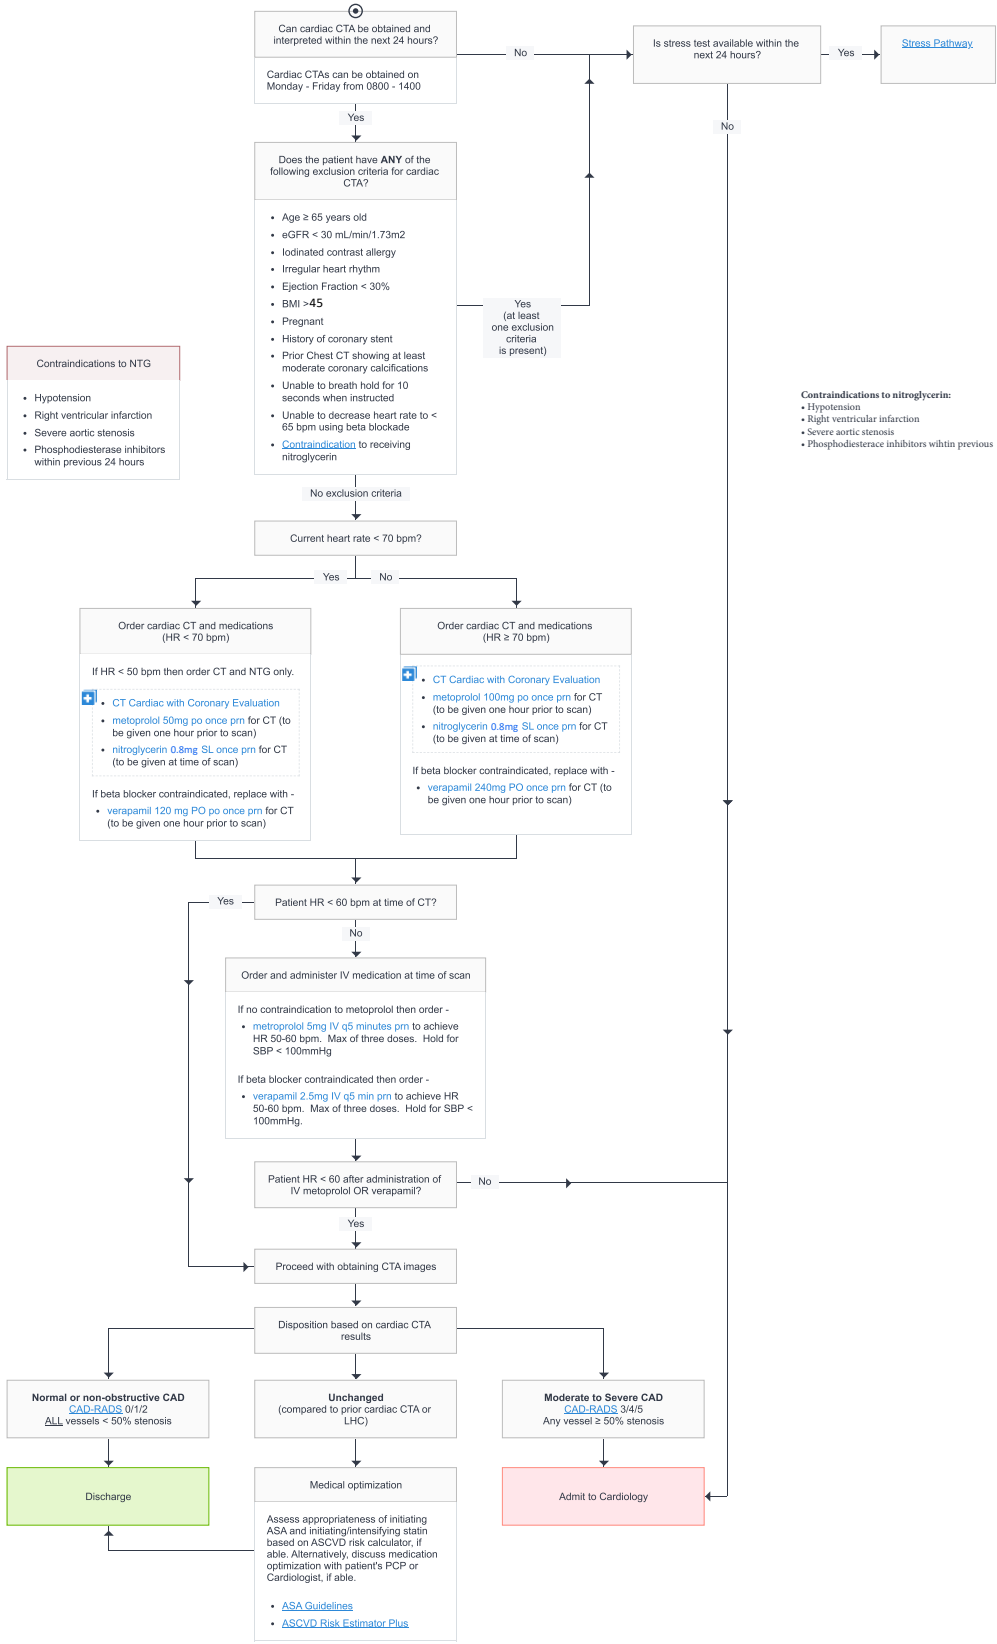 Can cardiac CTA be obtained and
interpreted within the next 24 hours?
Cardiac CTAs can be obtained on
Monday - Friday from 0800 - 1400
No
Is stress test available within the
next 24 hours?
Yes
Stress Pathway
No
Yes
Does the patient have ANY of the
following exclusion criteria for cardiac
CTA?
• Age ≥ 65 years old
• eGFR < 30 mL/min/1.73m2
• Iodinated contrast allergy
• Irregular heart rhythm
• Ejection Fraction < 30%
• BMI >45
• Pregnant
• History of coronary stent
• Prior Chest CT showing at least
moderate coronary calcifications
• Unable to breath hold for 10
seconds when instructed
• Unable to decrease heart rate to <
65 bpm using beta blockade
• Contraindication to receiving
nitroglycerin
Yes
(at least
one exclusion
criteria
is present)
Contraindications to NTG
• Hypotension
• Right ventricular infarction
• Severe aortic stenosis
• Phosphodiesterase inhibitors
within previous 24 hours
Contraindications to nitroglycerin:
• Hypotension
• Right ventricular infarction
• Severe aortic stenosis
• Phosphodiesterace inhibitors wihtin previous
No exclusion criteria
Current heart rate < 70 bpm?
Yes
No
Order cardiac CT and medications
(HR < 70 bpm)
If HR < 50 bpm then order CT and NTG only.
• CT Cardiac with Coronary Evaluation
• metoprolol 50mg po once prn for CT (to
be given one hour prior to scan)
• nitroglycerin 0.8mg SL once prn for CT
(to be given at time of scan)
If beta blocker contraindicated, replace with -
• verapamil 120 mg PO po once prn for CT
(to be given one hour prior to scan)
Order cardiac CT and medications
(HR ≥ 70 bpm)
• CT Cardiac with Coronary Evaluation
• metoprolol 100mg po once prn for CT
(to be given one hour prior to scan)
• nitroglycerin 0.8mg SL once prn for CT
(to be given at time of scan)
If beta blocker contraindicated, replace with -
• verapamil 240mg PO once prn for CT (to
be given one hour prior to scan)
Patient HR < 60 bpm at time of CT?
Yes
No
Order and administer IV medication at time of scan
If no contraindication to metoprolol then order -
• metroprolol 5mg IV q5 minutes prn to achieve
HR 50-60 bpm. Max of three doses. Hold for
SBP < 100mmHg
If beta blocker contraindicated then order -
• verapamil 2.5mg IV q5 min prn to achieve HR
50-60 bpm. Max of three doses. Hold for SBP <
100mmHg.
Patient HR < 60 after administration of
IV metoprolol OR verapamil?
No
Yes
Proceed with obtaining CTA images
Disposition based on cardiac CTA
results
Normal or non-obstructive CAD
CAD-RADS 0/1/2
ALL vessels < 50% stenosis
Unchanged
(compared to prior cardiac CTA or
LHC)
Moderate to Severe CAD
CAD-RADS 3/4/5
Any vessel ≥ 50% stenosis
Discharge
Medical optimization
Assess appropriateness of initiating
ASA and initiating/intensifying statin
based on ASCVD risk calculator, if
able. Alternatively, discuss medication
optimization with patient's PCP or
Cardiologist, if able.
• ASA Guidelines
• ASCVD Risk Estimator Plus
Admit to Cardiology